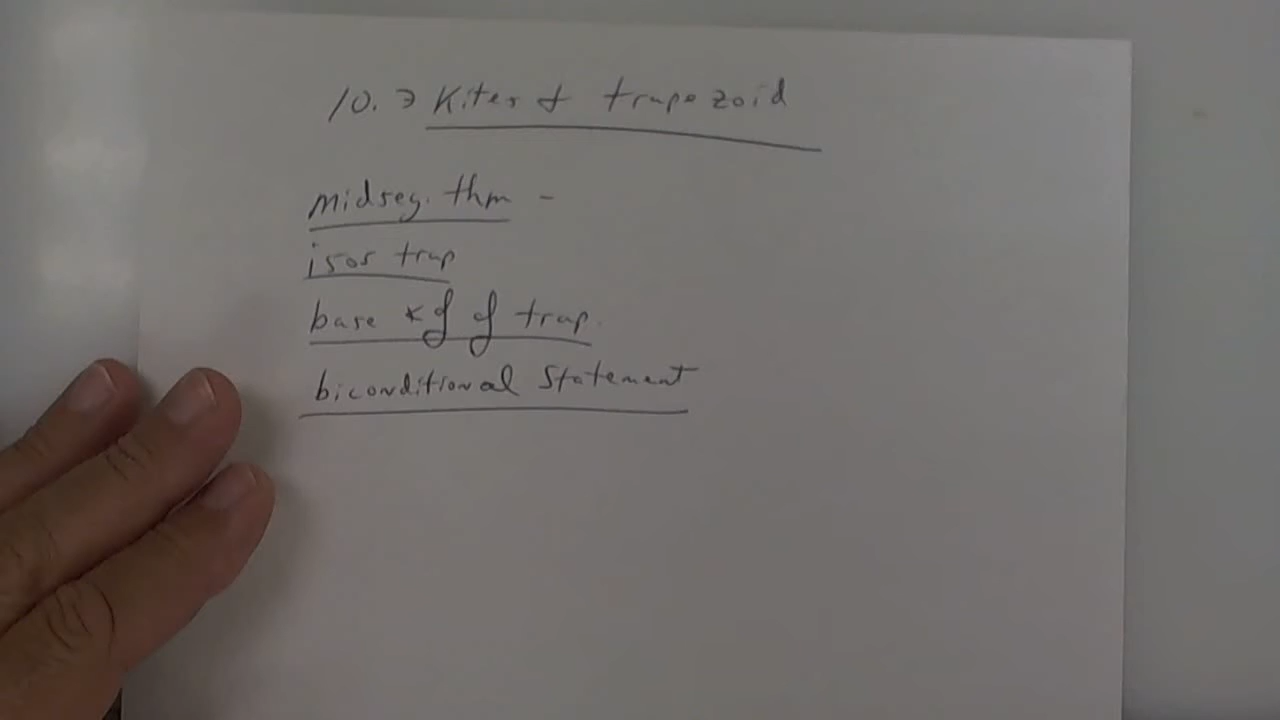 10.7 Kites & trapezoid
midseg. thm -
isos trap
base ∡s of trap.
biconditional statement